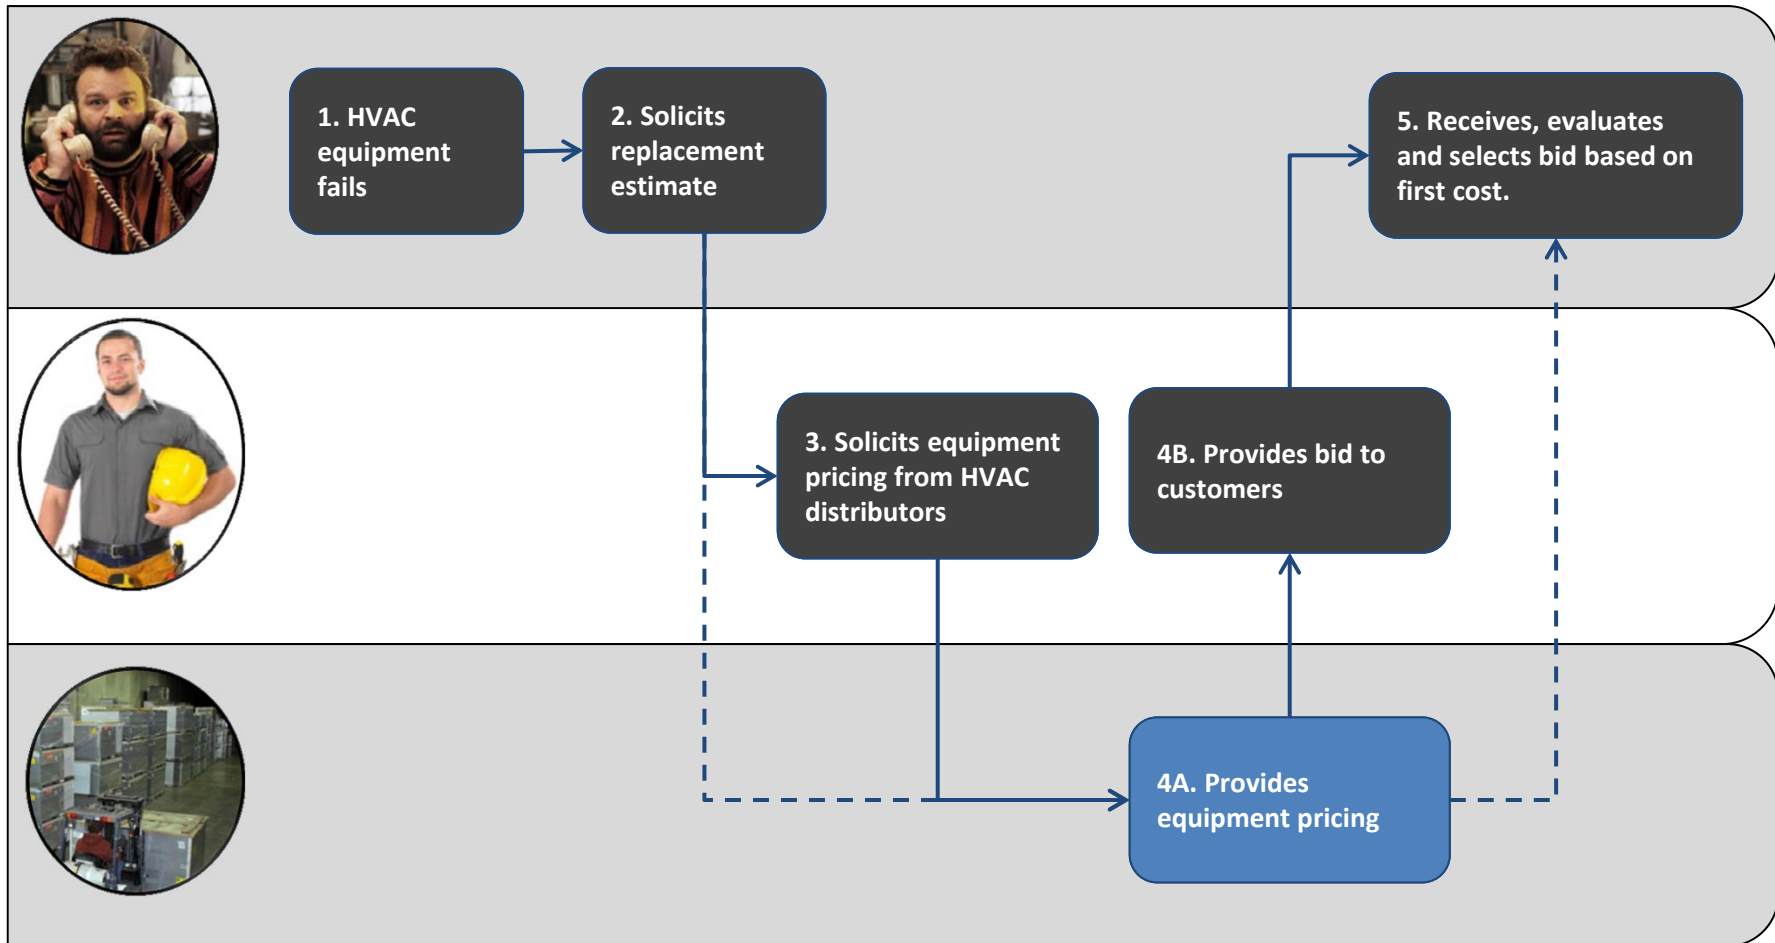 1. HVAC
equipment
fails
2. Solicits
replacement
estimate
5. Receives, evaluates
and selects bid based on
first cost.
3. Solicits equipment
pricing from HVAC
distributors
4B. Provides bid to
customers
4A. Provides
equipment pricing